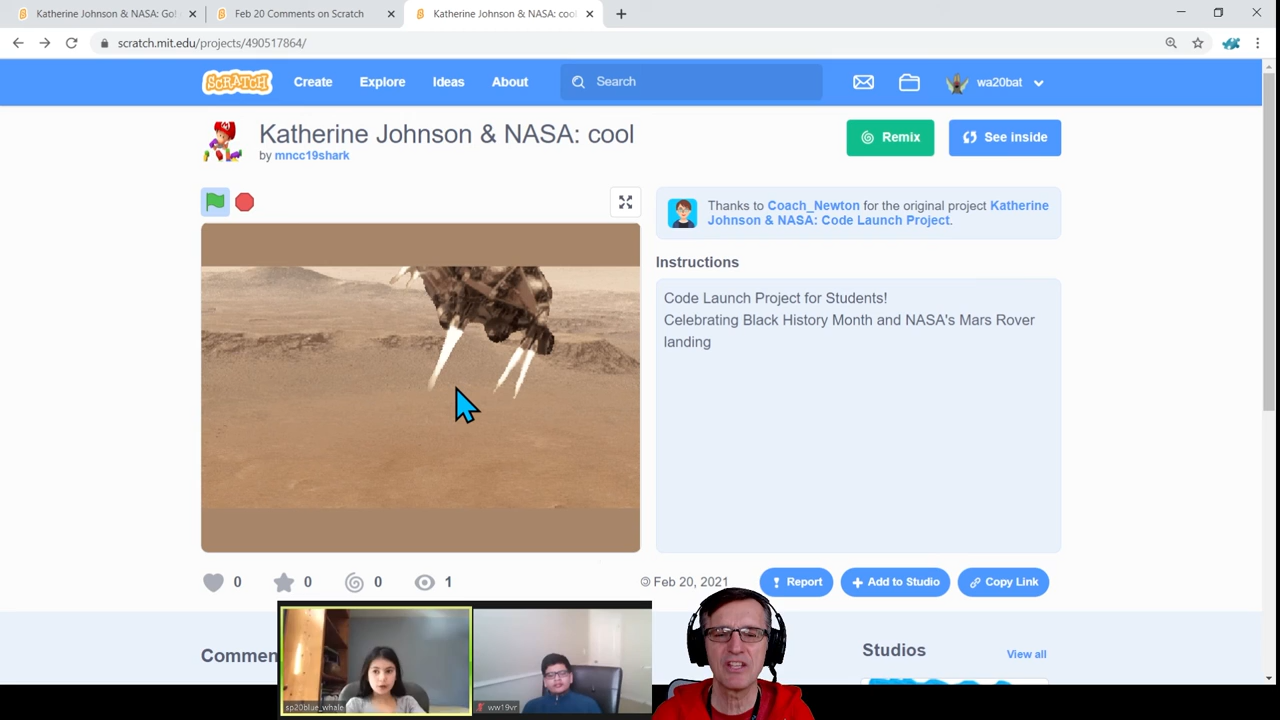 Katherine Johnson & NASA: Go!
Feb 20 Comments on Scratch
Katherine Johnson & NASA: cool
scratch.mit.edu/projects/490517864/
SCRATCH
Create
Explore
Ideas
About
Search
wa20bat
Katherine Johnson & NASA: cool
by mncc19shark
Remix
See inside
Thanks to Coach_Newton for the original project Katherine
Johnson & NASA: Code Launch Project.
Instructions
Code Launch Project for Students!
Celebrating Black History Month and NASA's Mars Rover
landing
0
0
0
1
© Feb 20, 2021
Report
Add to Studio
Copy Link
Commen
Studios
View all
sp20blue_whale
ww19vr